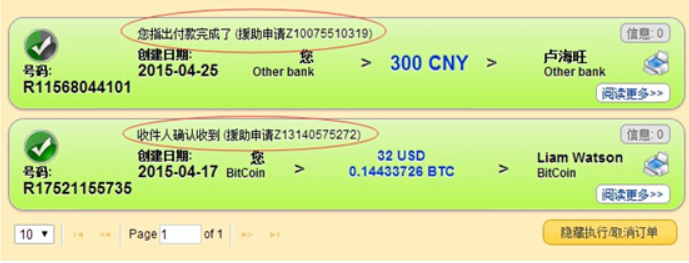 您指出付款完成了 (援助申请Z10075510319)
信息: 0
号码:
R11568044101
创建日期:
2015-04-25
您
Other bank
>
300 CNY
>
卢海旺
Other bank
阅读更多>>
收件人确认收到 (援助申请Z13140575272)
信息: 0
号码:
R17521155735
创建日期:
2015-04-17
您
BitCoin
>
32 USD
0.14433726 BTC
>
Liam Watson
BitCoin
阅读更多>>
10 Page 1 of 1
隐藏执行/取消订单